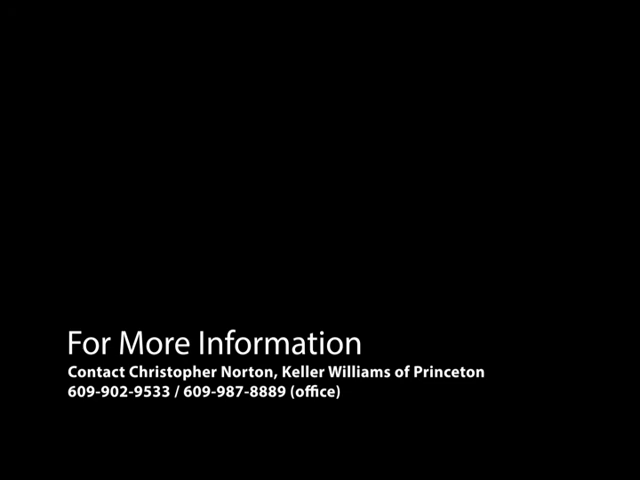 For More Information
Contact Christopher Norton, Keller Williams of Princeton
609-902-9533 / 609-987-8889 (office)